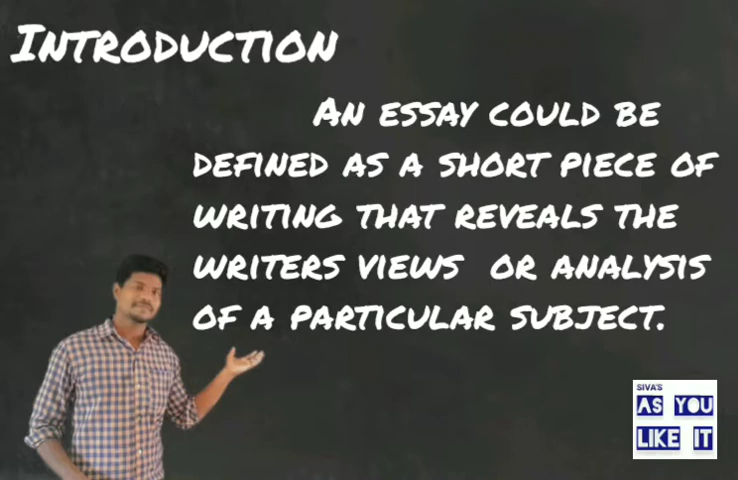 INTRODUCTION
AN ESSAY COULD BE
DEFINED AS A SHORT PIECE OF
WRITING THAT REVEALS THE
WRITERS VIEWS OR ANALYSIS
OF A PARTICULAR SUBJECT.
SIVA'S
AS YOU
LIKE IT